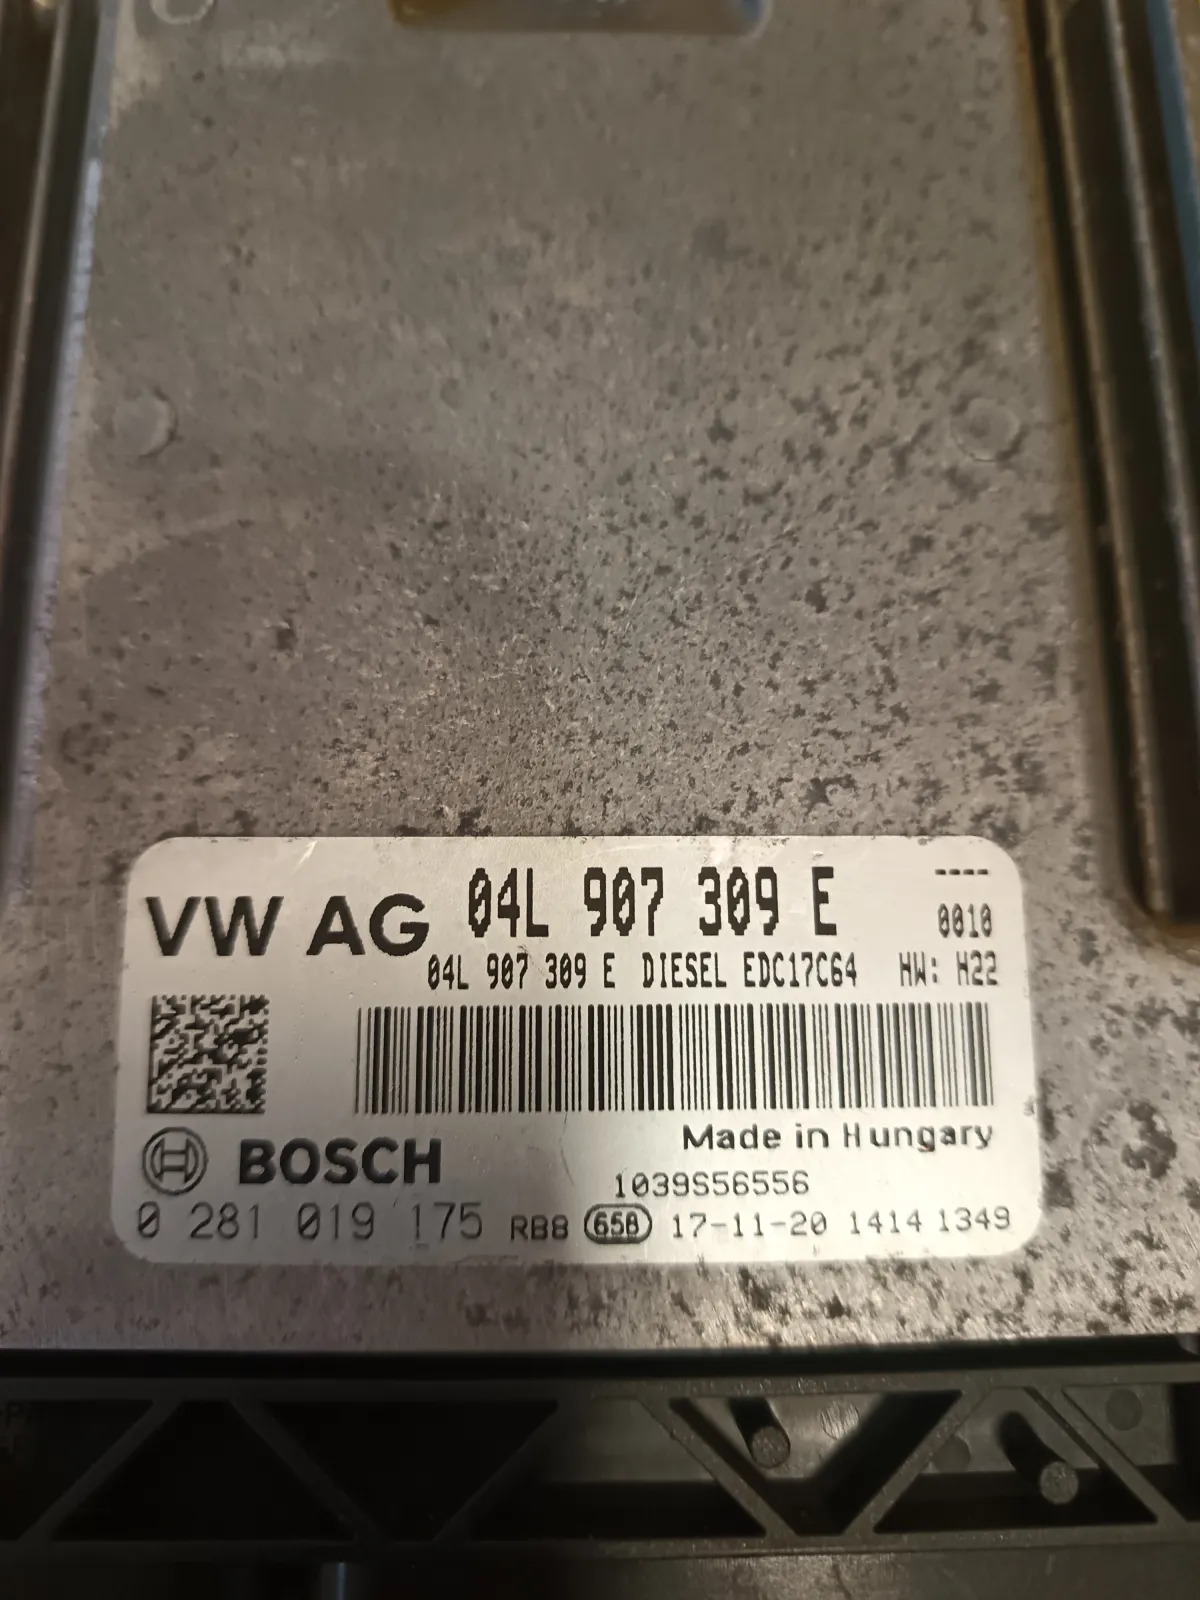 VW AG 04L 907 309 E ----
0010
04L 907 309 E DIESEL EDC17C64 HW: H22
Made in Hungary
BOSCH
1039S56556
0 281 019 175 RB8 65B 17-11-20 1414 1349